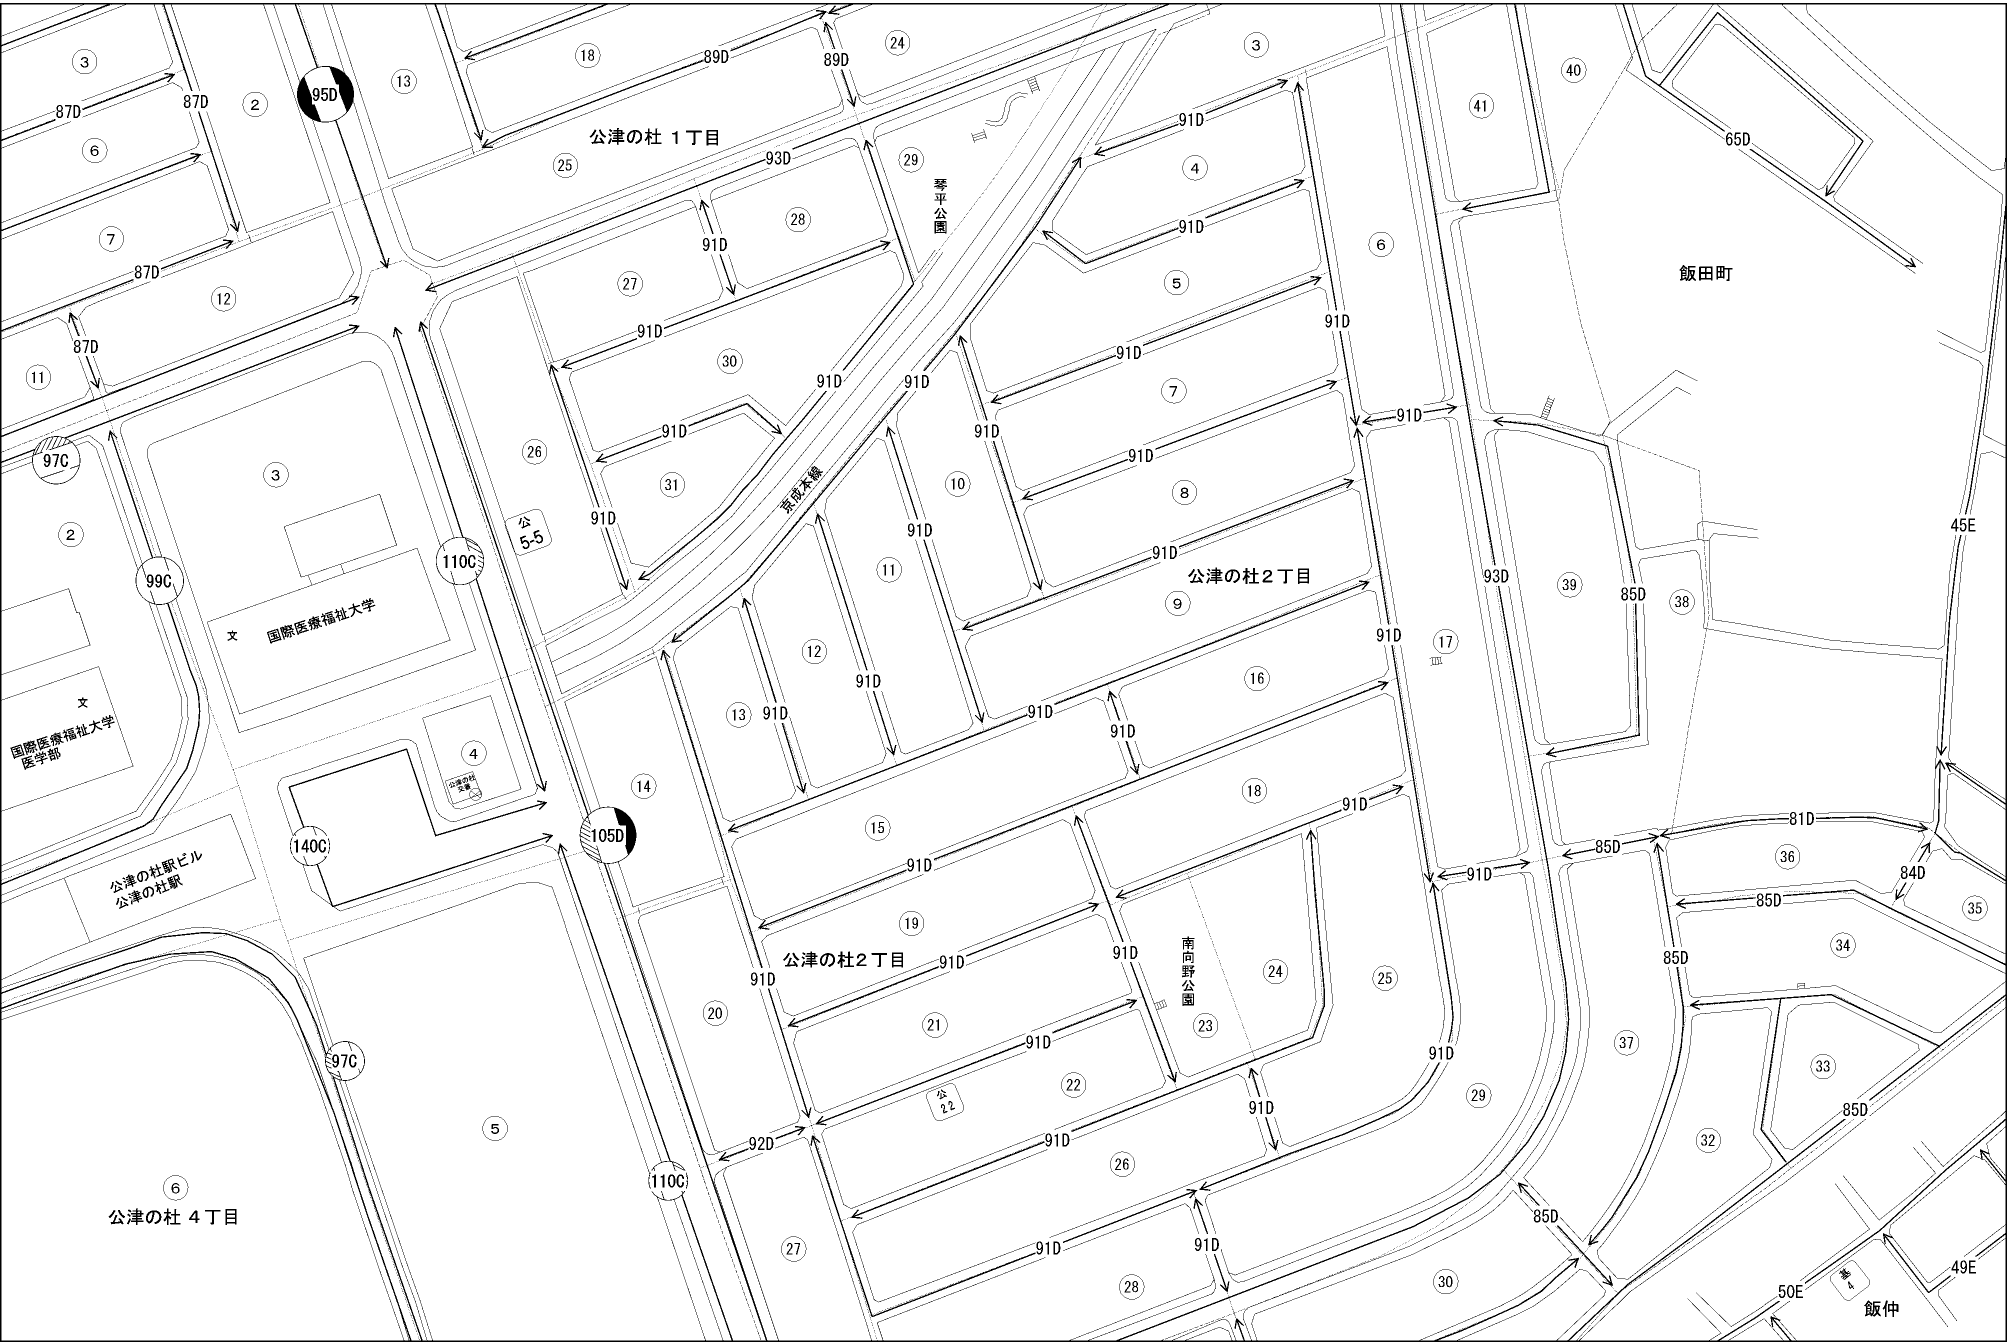 3
18
24
3
40
95D
13
89D
89D
87D
2
41
87D
91D
65D
公津の杜 1丁目
6
25
93D
29
4
琴平公園
28
7
91D
91D
6
87D
27
5
飯田町
12
91D
91D
87D
91D
30
91D
11
91D
91D
7
91D
91D
91D
91D
26
97C
3
31
京成本線
10
8
91D
公
5-5
91D
91D
45E
2
110C
91D
11
公津の杜2丁目
93D
99C
39
85D
38
9
国際医療福祉大学
文
91D
17
12
91D
16
文
13
91D
91D
91D
国際医療福祉大学
医学部
4
公津の杜
交番
14
18
91D
15
81D
105D
140C
85D
36
91D
91D
84D
公津の杜駅ビル
公津の杜駅
85D
35
19
南向野公園
34
公津の杜2丁目
91D
91D
85D
24
25
91D
20
21
23
91D
37
97C
91D
33
22
公
22
29
91D
85D
5
91D
32
92D
26
110C
6
公津の杜 4丁目
85D
27
91D
91D
49E
28
30
基
4
50E
飯仲